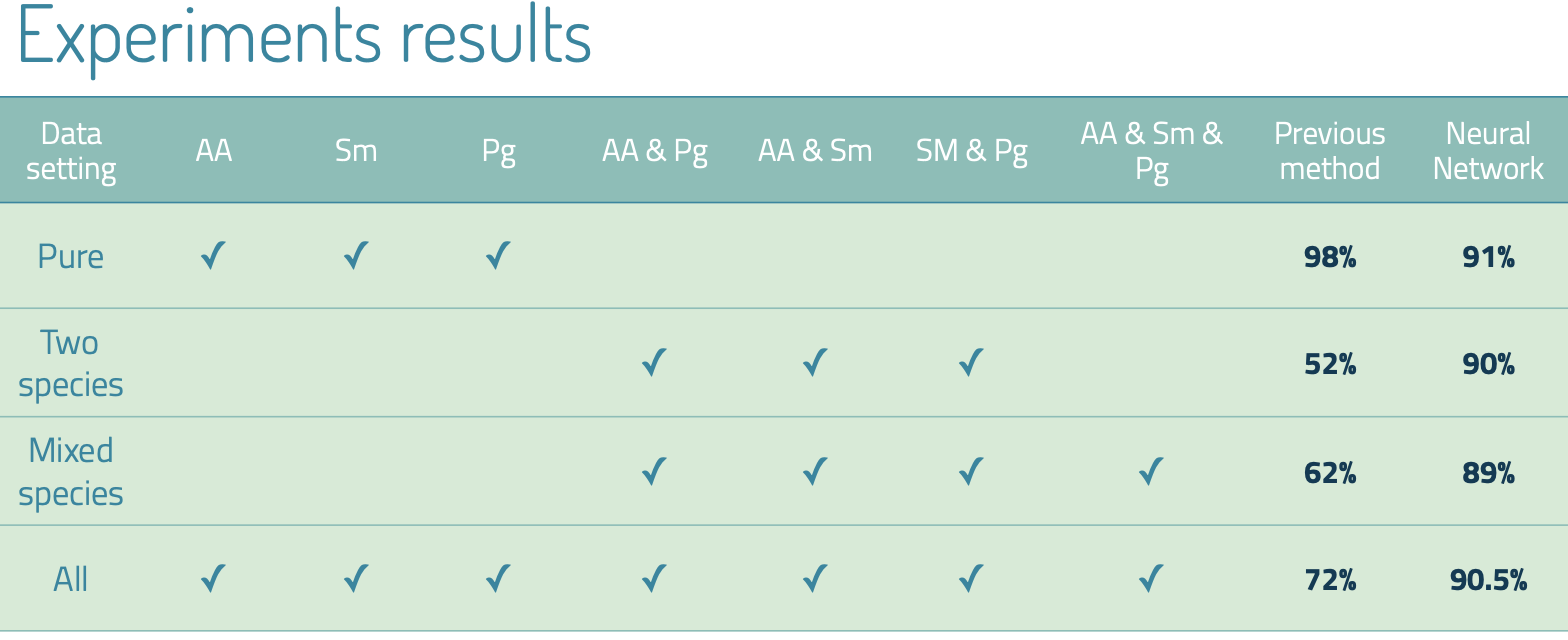 Experiments results
Data setting AA Sm Pg AA & Pg AA & Sm SM & Pg AA & Sm & Pg Previous method Neural Network
Pure ✓ ✓ ✓ 98% 91%
Two species ✓ ✓ ✓ 52% 90%
Mixed species ✓ ✓ ✓ ✓ 62% 89%
All ✓ ✓ ✓ ✓ ✓ ✓ ✓ 72% 90.5%